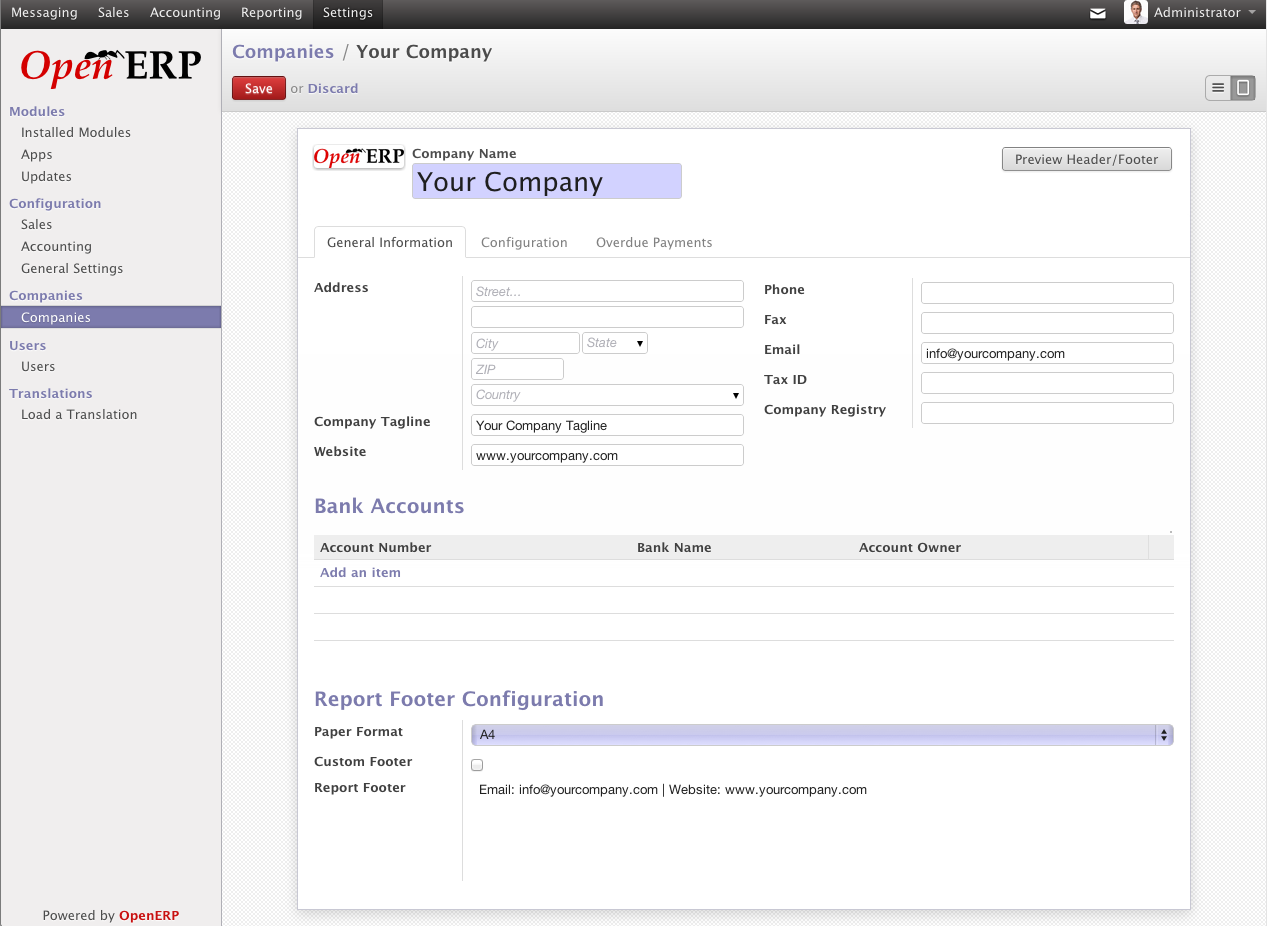 Messaging Sales Accounting Reporting Settings Administrator
Open ERP
Modules
Installed Modules
Apps
Updates
Configuration
Sales
Accounting
General Settings
Companies
Companies
Users
Users
Translations
Load a Translation
Powered by OpenERP
Companies / Your Company
Save or Discard
Open ERP
Company Name
Your Company
Preview Header/Footer
General Information Configuration Overdue Payments
Address
Street...
City State
ZIP
Country
Company Tagline Your Company Tagline
Website www.yourcompany.com
Phone
Fax
Email info@yourcompany.com
Tax ID
Company Registry
Bank Accounts
Account Number Bank Name Account Owner
Add an item
Report Footer Configuration
Paper Format A4
Custom Footer
Report Footer Email: info@yourcompany.com | Website: www.yourcompany.com